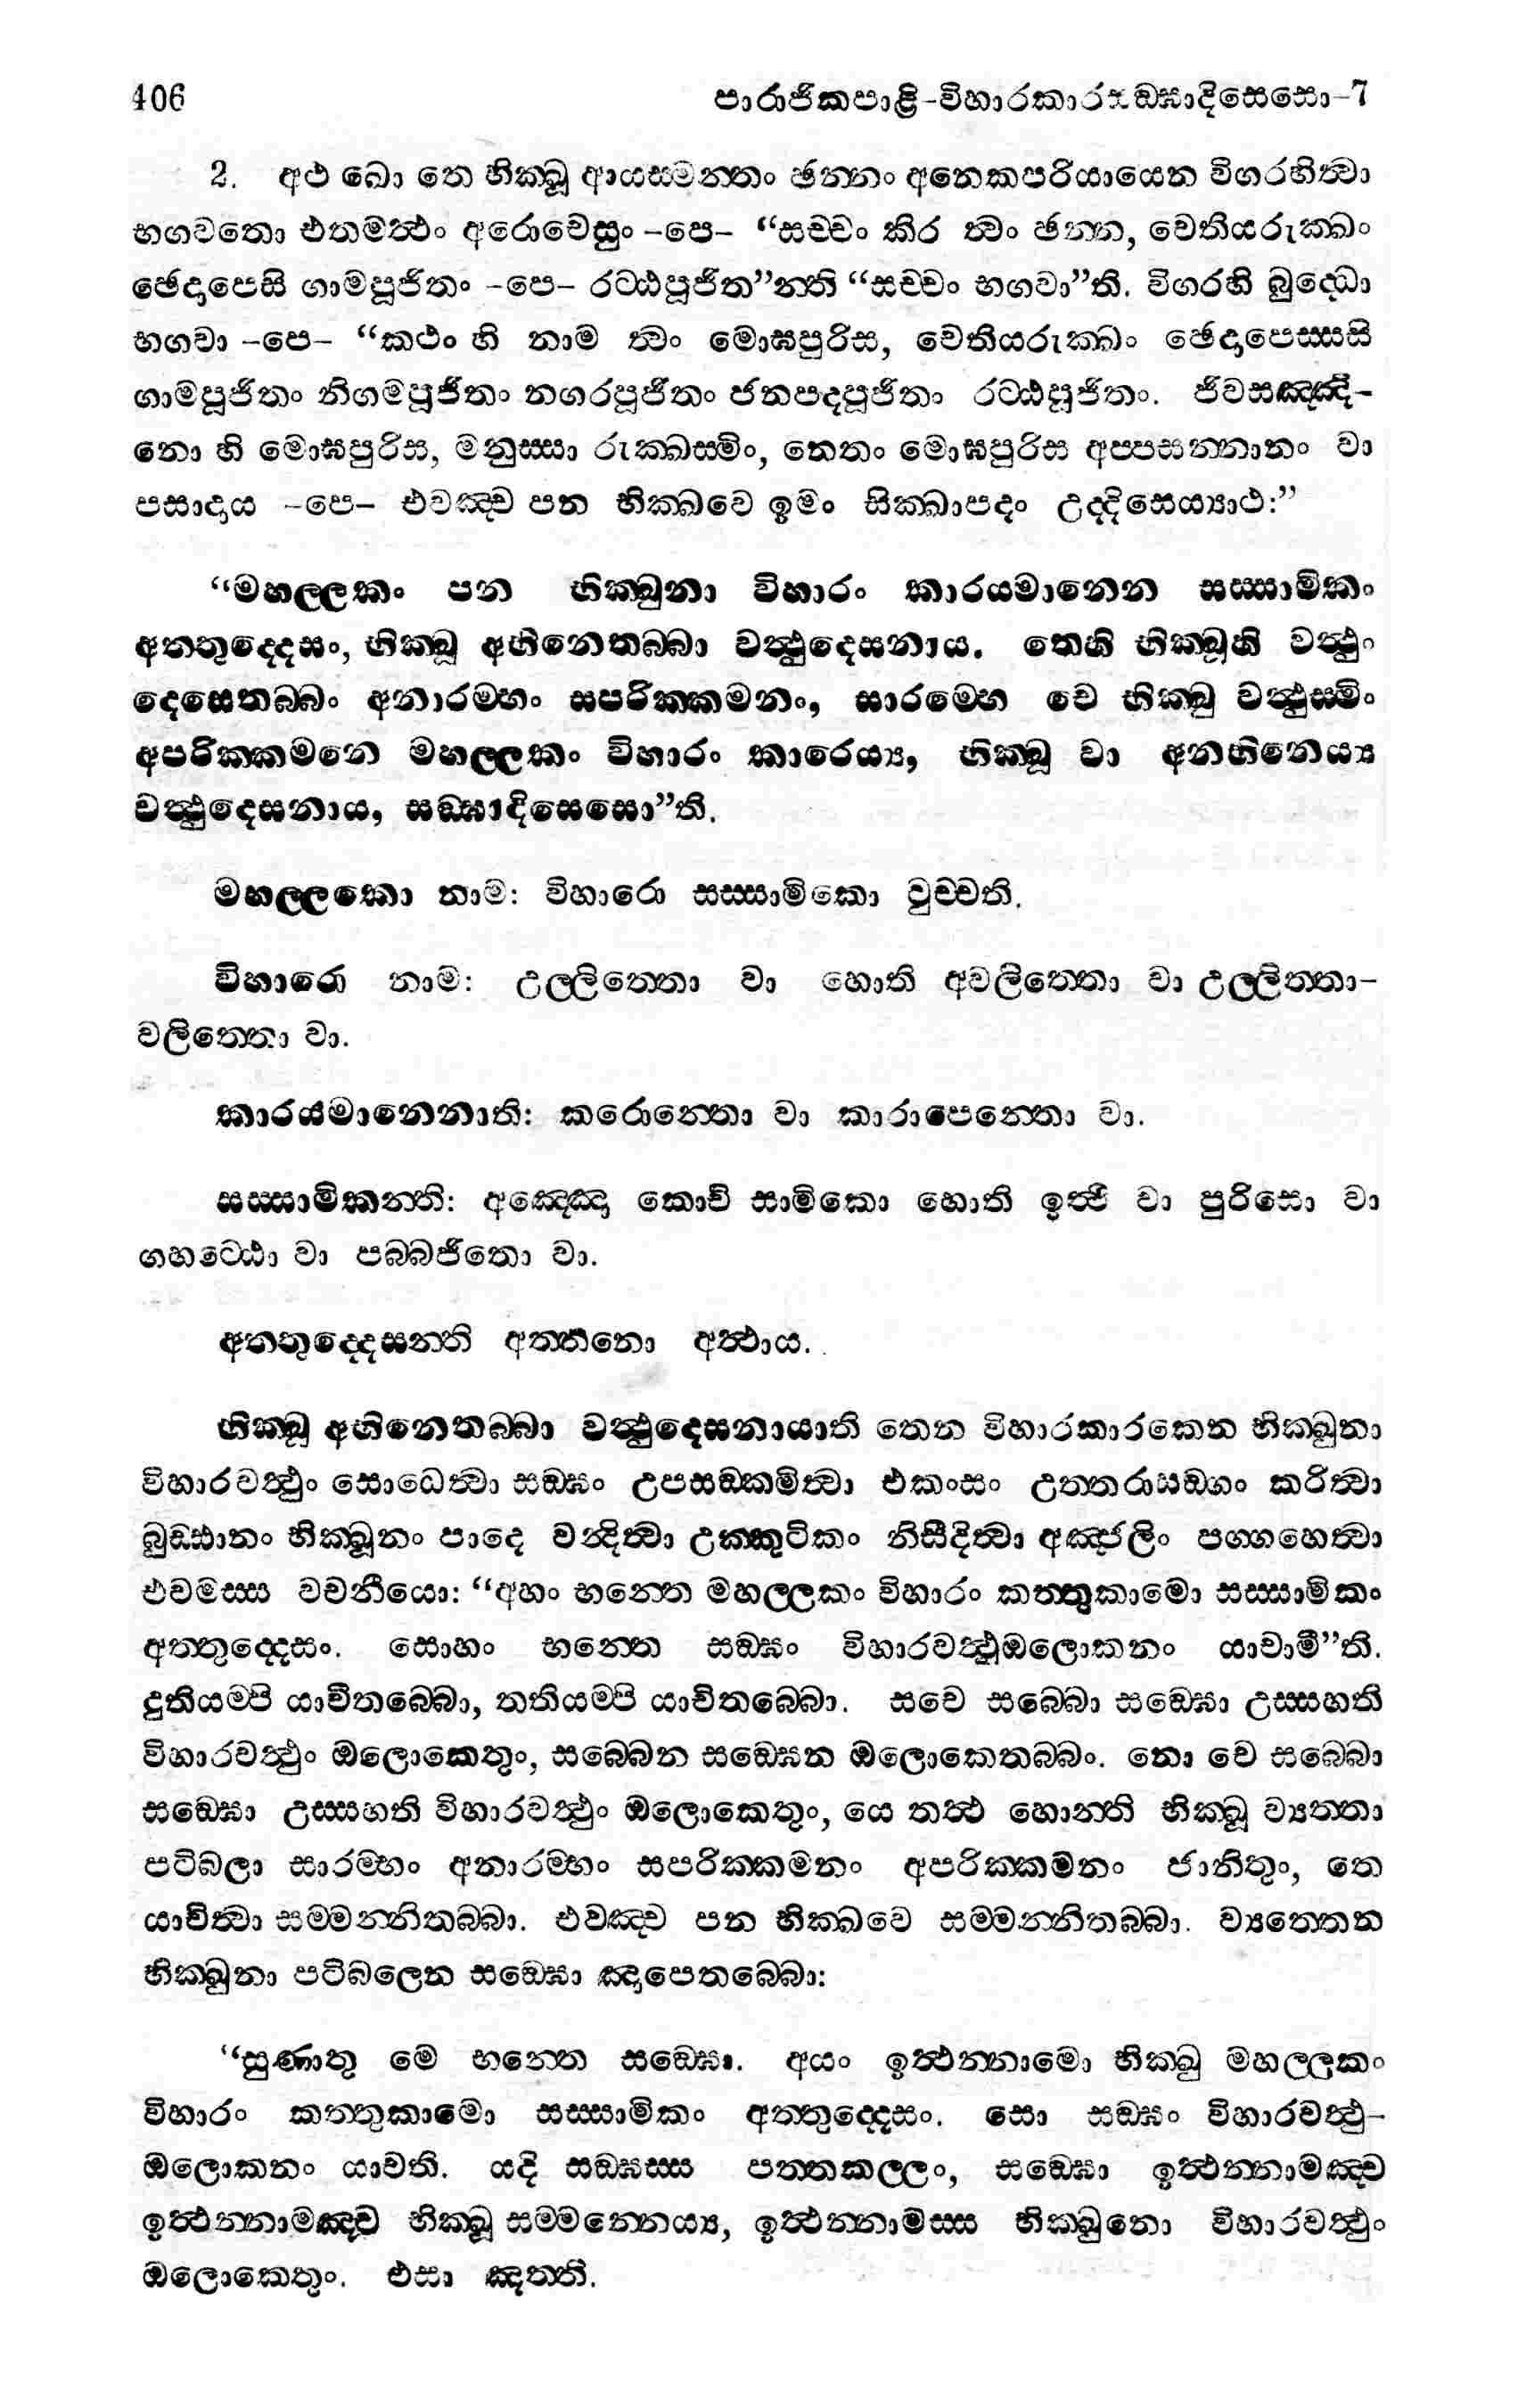 406 පාරාජිකපාළි-විහාරකාරසඞ්ඝාදිසෙසො-7
2. අථ ඛො තෙ භික්ඛූ ආයස්මන්තං ඡන්නං අනෙකපරියායෙන විගරහිත්වා
භගවතො එතමත්ථං අරොචෙසුං -පෙ- “සච්චං කිර ත්වං ඡන්න, චෙතියරුක්ඛං
ඡෙදාපෙසි ගාමපූජිතං -පෙ- රට්ඨපූජිත”න්ති “සච්චං භගවා”ති. විගරහි බුද්ධො
භගවා -පෙ- “කථං හි නාම ත්වං මොඝපුරිස, චෙතියරුක්ඛං ඡෙදාපෙස්සසි
ගාමපූජිතං නිගමපූජිතං නගරපූජිතං ජනපදපූජිතං රට්ඨපූජිතං. ජීවසඤ්ඤි-
නො හි මොඝපුරිස, මනුස්සා රුක්ඛස්මිං, නෙතං මොඝපුරිස අප්පසන්නානං වා
පසාදාය -පෙ- එවඤ්ච පන භික්ඛවෙ ඉමං සික්ඛාපදං උද්දිසෙය්‍යාථ:”
“මහල්ලකං පන භික්ඛුනා විහාරං කාරයමානෙන සස්සාමිකං
අත්තුද්දෙසං, භික්ඛූ අභිනෙතබ්බා වත්ථුදෙසනාය. තෙහි භික්ඛූහි වත්ථුං
දෙසෙතබ්බං අනාරම්භං සපරික්කමනං, සාරම්භෙ චෙ භික්ඛු වත්ථුස්මිං
අපරික්කමනෙ මහල්ලකං විහාරං කාරෙය්‍ය, භික්ඛූ වා අනභිනෙය්‍ය
වත්ථුදෙසනාය, සඞ්ඝාදිසෙසො”ති.
මහල්ලකො නාම: විහාරො සස්සාමිකො වුච්චති.
විහාරො නාම: උල්ලිත්තො වා හොති අවලිත්තො වා උල්ලිත්තා-
වලිත්තො වා.
කාරයමානෙනාති: කරොන්තො වා කාරාපෙන්තො වා.
සස්සාමිකන්ති: අඤ්ඤො කොචි සාමිකො හොති ඉත්ථි වා පුරිසො වා
ගහට්ඨො වා පබ්බජිතො වා.
අත්තුද්දෙසන්ති අත්තනො අත්ථාය.
භික්ඛූ අභිනෙතබ්බා වත්ථුදෙසනායාති තෙන විහාරකාරකෙන භික්ඛුනා
විහාරවත්ථුං සොධෙත්වා සඞ්ඝං උපසඞ්කමිත්වා එකංසං උත්තරාසඞ්ගං කරිත්වා
බුඩ්ඪානං භික්ඛූනං පාදෙ වන්දිත්වා උක්කුටිකං නිසීදිත්වා අඤ්ජලිං පග්ගහෙත්වා
එවමස්ස වචනීයො: “අහං භන්තෙ මහල්ලකං විහාරං කත්තුකාමො සස්සාමිකං
අත්තුද්දෙසං. සොහං භන්තෙ සඞ්ඝං විහාරවත්ථුඔලොකනං යාචාමී”ති.
දුතියම්පි යාචිතබ්බො, තතියම්පි යාචිතබ්බො. සචෙ සබ්බො සඞ්ඝො උස්සහති
විහාරවත්ථුං ඔලොකෙතුං, සබ්බෙන සඞ්ඝෙන ඔලොකෙතබ්බං. නො චෙ සබ්බො
සඞ්ඝො උස්සහති විහාරවත්ථුං ඔලොකෙතුං, යෙ තත්ථ හොන්ති භික්ඛූ ව්‍යත්තා
පටිබලා සාරම්භං අනාරම්භං සපරික්කමනං අපරික්කමනං ජානිතුං, තෙ
යාචිත්වා සම්මන්නිතබ්බා. එවඤ්ච පන භික්ඛවෙ සම්මන්නිතබ්බා. ව්‍යත්තෙන
භික්ඛුනා පටිබලෙන සඞ්ඝො ඤාපෙතබ්බො:
“සුණාතු මෙ භන්තෙ සඞ්ඝො. අයං ඉත්ථන්නාමො භික්ඛු මහල්ලකං
විහාරං කත්තුකාමො සස්සාමිකං අත්තුද්දෙසං. සො සඞ්ඝං විහාරවත්ථු-
ඔලොකනං යාචති. යදි සඞ්ඝස්ස පත්තකල්ලං, සඞ්ඝො ඉත්ථන්නාමඤ්ච
ඉත්ථන්නාමඤ්ච භික්ඛූ සම්මන්නෙය්‍ය, ඉත්ථන්නාමස්ස භික්ඛුනො විහාරවත්ථුං
ඔලොකෙතුං. එසා ඤත්ති.